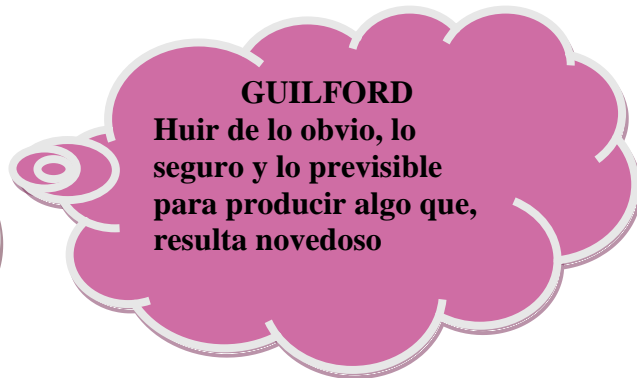 GUILFORD
Huir de lo obvio, lo
seguro y lo previsible
para producir algo que,
resulta novedoso